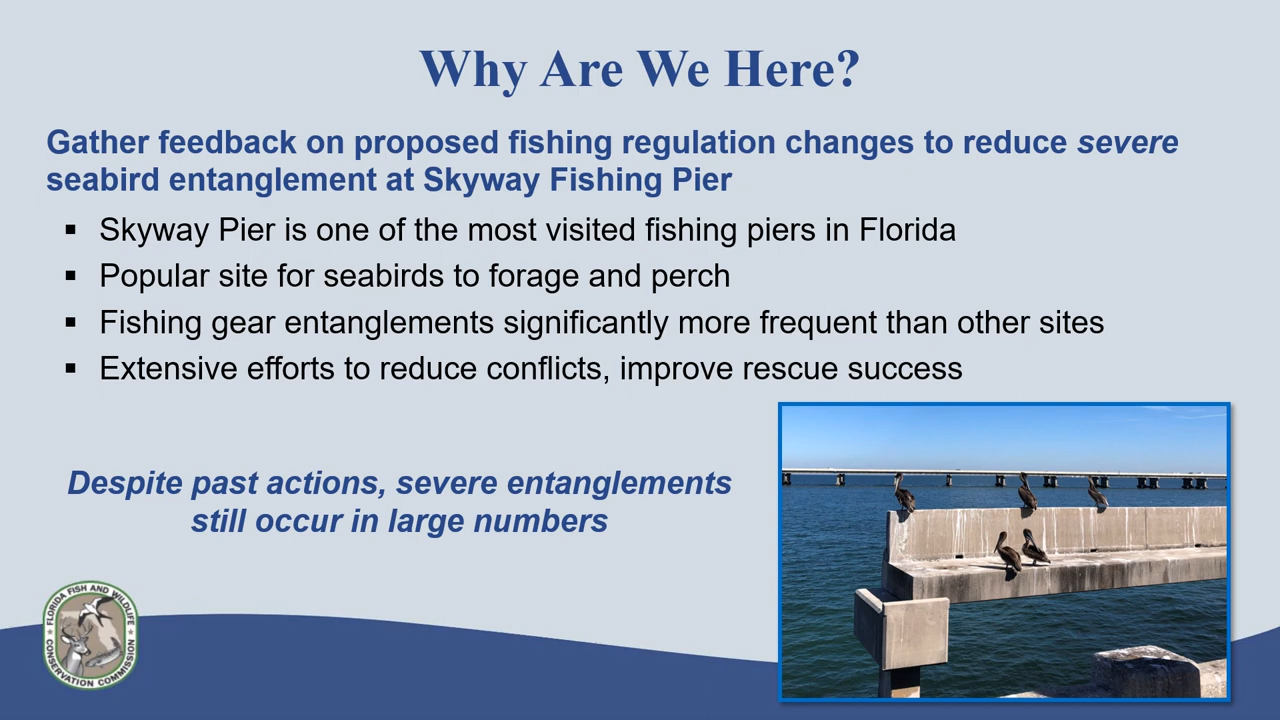 Why Are We Here?
Gather feedback on proposed fishing regulation changes to reduce severe
seabird entanglement at Skyway Fishing Pier
▪ Skyway Pier is one of the most visited fishing piers in Florida
▪ Popular site for seabirds to forage and perch
▪ Fishing gear entanglements significantly more frequent than other sites
▪ Extensive efforts to reduce conflicts, improve rescue success
Despite past actions, severe entanglements
still occur in large numbers
FLORIDA FISH AND WILDLIFE
CONSERVATION COMMISSION